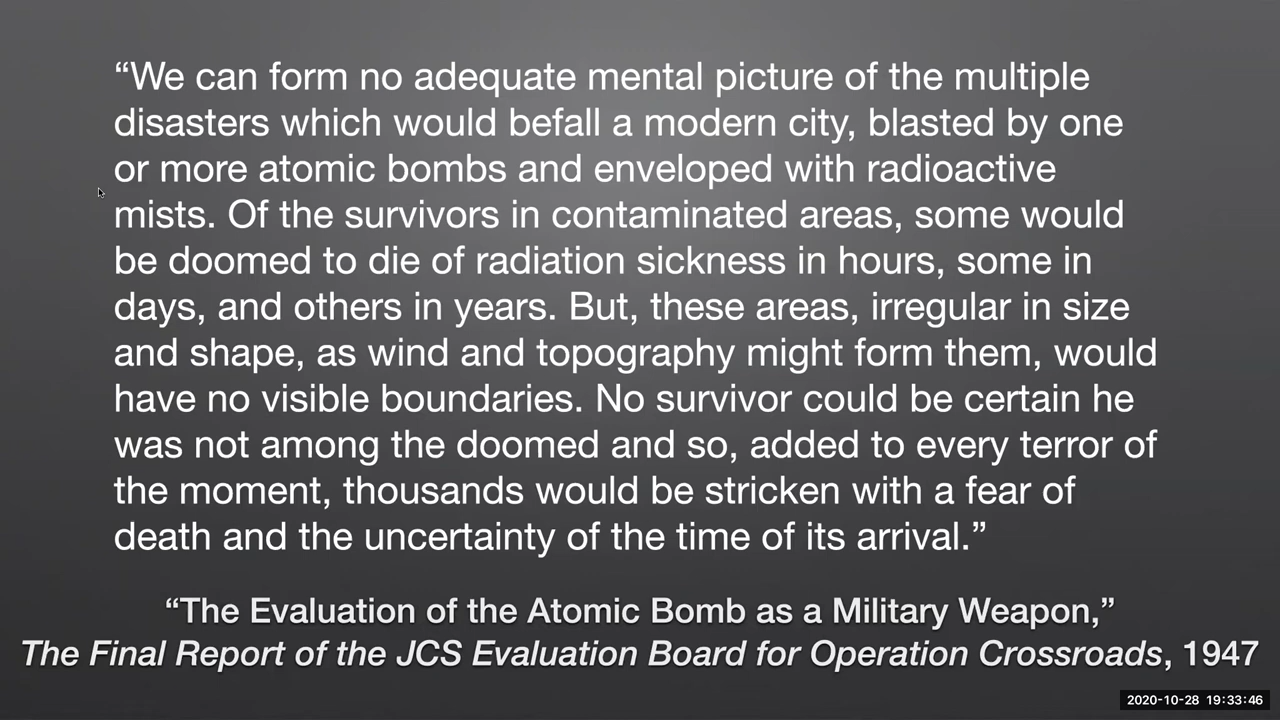 “We can form no adequate mental picture of the multiple
disasters which would befall a modern city, blasted by one
or more atomic bombs and enveloped with radioactive
mists. Of the survivors in contaminated areas, some would
be doomed to die of radiation sickness in hours, some in
days, and others in years. But, these areas, irregular in size
and shape, as wind and topography might form them, would
have no visible boundaries. No survivor could be certain he
was not among the doomed and so, added to every terror of
the moment, thousands would be stricken with a fear of
death and the uncertainty of the time of its arrival.”
“The Evaluation of the Atomic Bomb as a Military Weapon,”
The Final Report of the JCS Evaluation Board for Operation Crossroads, 1947
2020-10-28 19:33:46